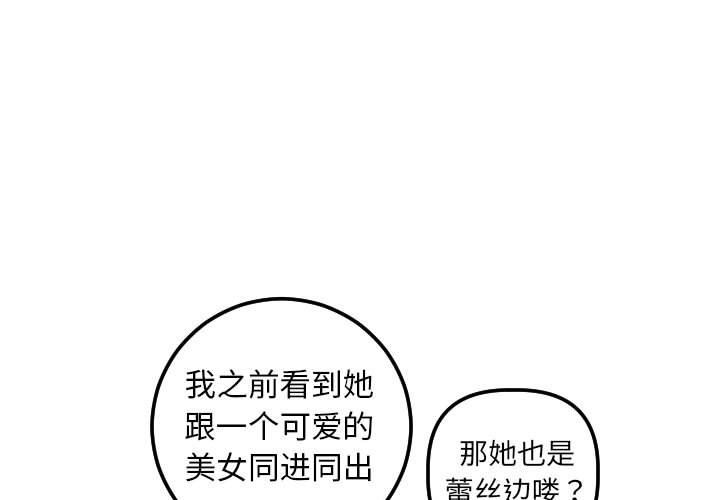 我之前看到她
跟一个可爱的
美女同进同出
那她也是
蕾丝边喽？